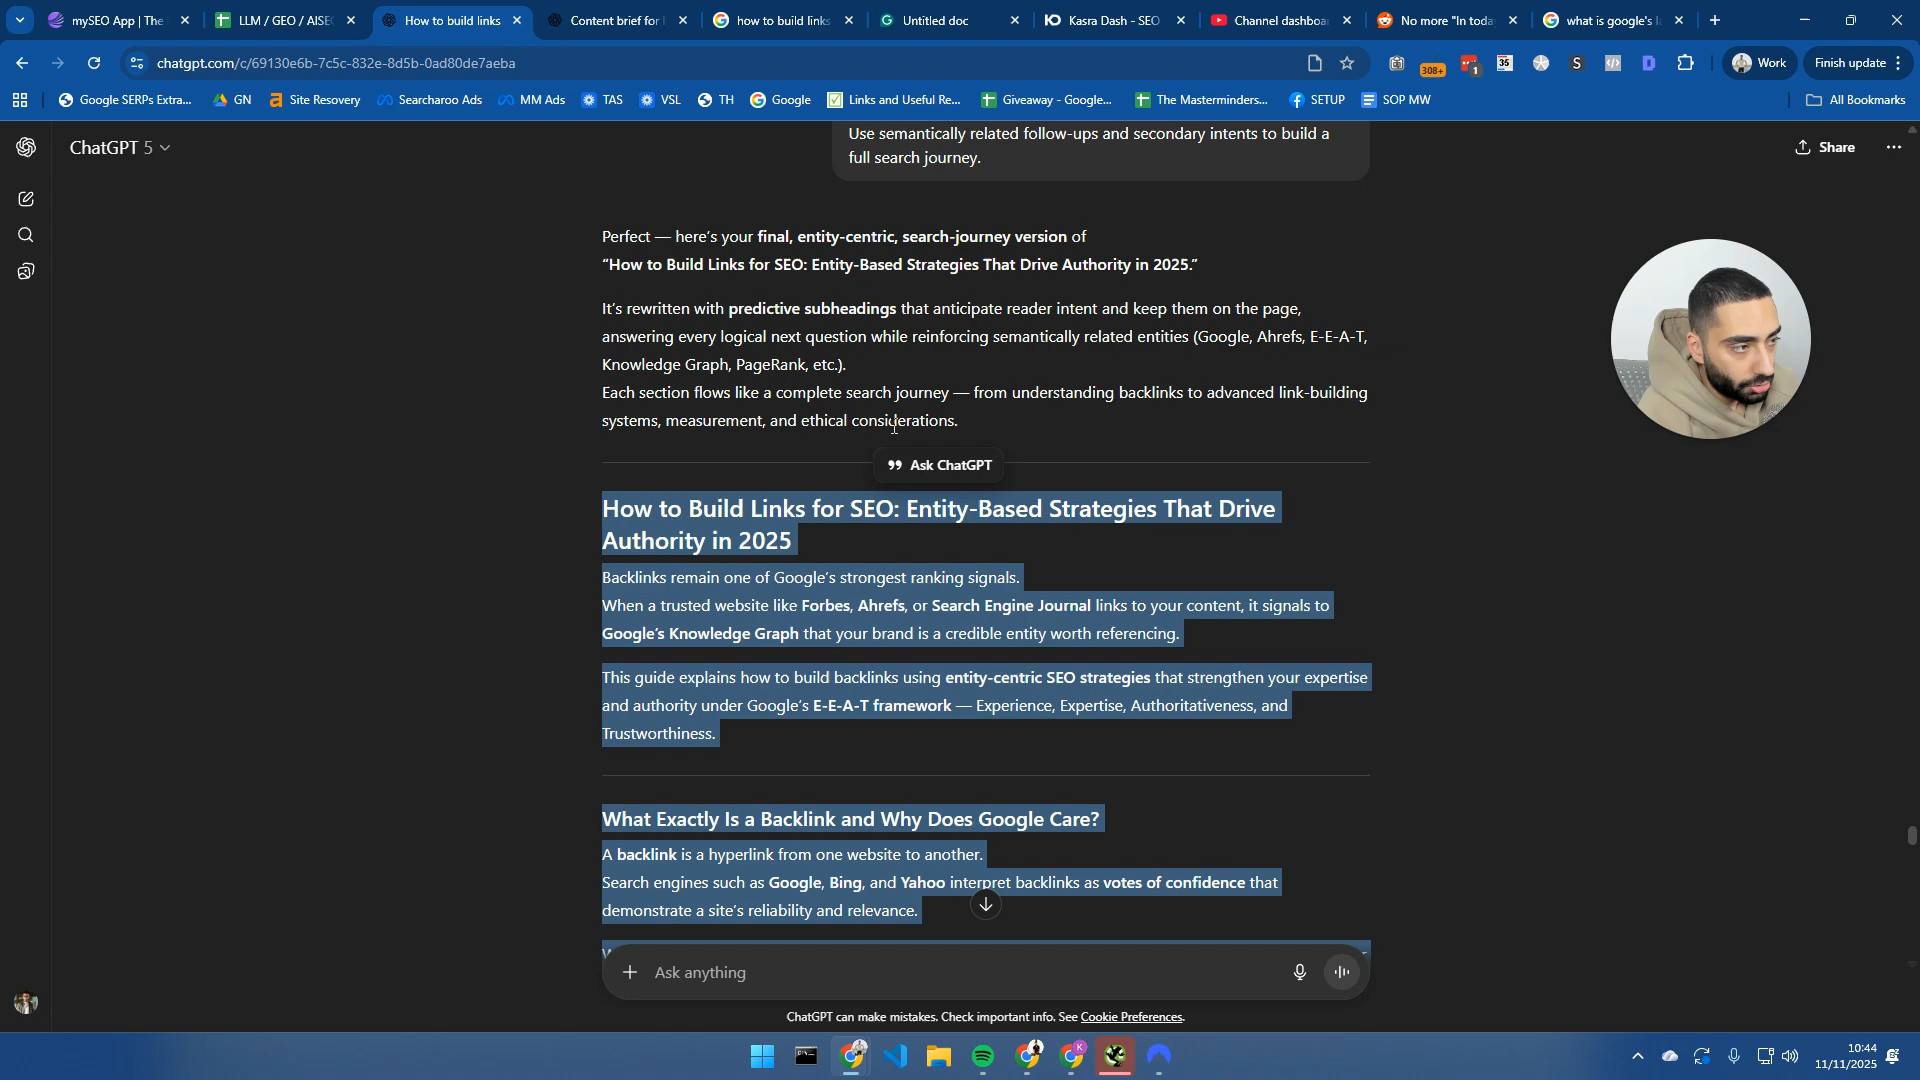 mySEO App | The
LLM / GEO / AISE
How to build links
Content brief for
how to build links
Untitled doc
Kasra Dash - SEO
Channel dashboa
No more "In toda
what is google's l
chatgpt.com/c/69130e6b-7c5c-832e-8d5b-0ad80de7aeba
308+
1
35
S
D
Work
Finish update
Google SERPs Extra...
GN
Site Recovery
Searcharoo Ads
MM Ads
TAS
VSL
TH
Google
Links and Useful Re...
Giveaway - Google...
The Masterminders...
SETUP
SOP MW
All Bookmarks
ChatGPT 5
Share
Use semantically related follow-ups and secondary intents to build a
full search journey.
Perfect — here's your final, entity-centric, search-journey version of
"How to Build Links for SEO: Entity-Based Strategies That Drive Authority in 2025."
It's rewritten with predictive subheadings that anticipate reader intent and keep them on the page,
answering every logical next question while reinforcing semantically related entities (Google, Ahrefs, E-E-A-T,
Knowledge Graph, PageRank, etc.).
Each section flows like a complete search journey — from understanding backlinks to advanced link-building
systems, measurement, and ethical considerations.
Ask ChatGPT
How to Build Links for SEO: Entity-Based Strategies That Drive
Authority in 2025
Backlinks remain one of Google's strongest ranking signals.
When a trusted website like Forbes, Ahrefs, or Search Engine Journal links to your content, it signals to
Google's Knowledge Graph that your brand is a credible entity worth referencing.
This guide explains how to build backlinks using entity-centric SEO strategies that strengthen your expertise
and authority under Google's E-E-A-T framework — Experience, Expertise, Authoritativeness, and
Trustworthiness.
What Exactly Is a Backlink and Why Does Google Care?
A backlink is a hyperlink from one website to another.
Search engines such as Google, Bing, and Yahoo interpret backlinks as votes of confidence that
demonstrate a site's reliability and relevance.
Ask anything
ChatGPT can make mistakes. Check important info. See Cookie Preferences.
10:44
11/11/2025